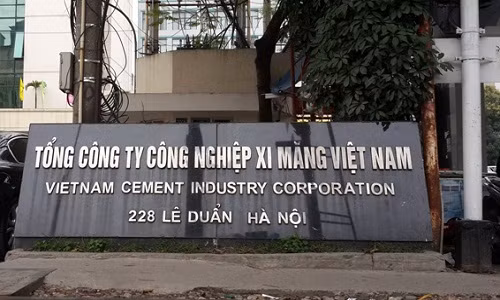 TỔNG CÔNG TY CÔNG NGHIỆP XI MĂNG VIỆT NAM
VIETNAM CEMENT INDUSTRY CORPORATION
228 LÊ DUẨN HÀ NỘI